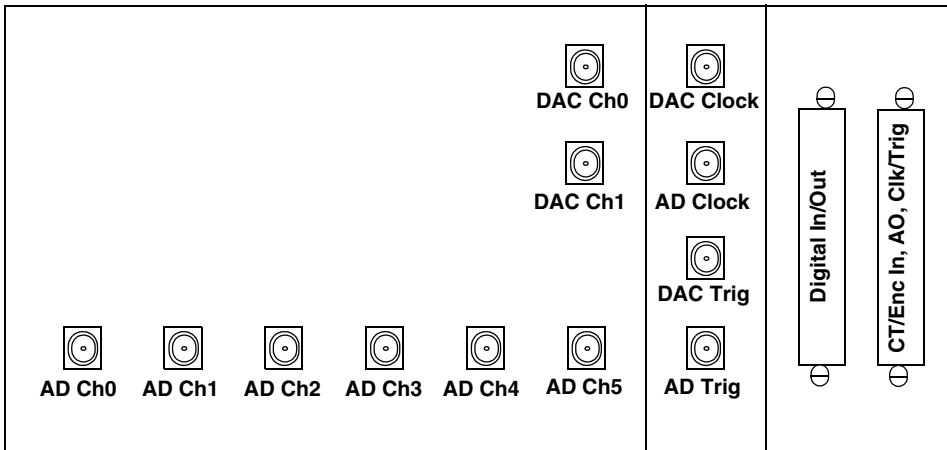 DAC Ch0
DAC Clock
DAC Ch1
AD Clock
DAC Trig
AD Ch0
AD Ch1
AD Ch2
AD Ch3
AD Ch4
AD Ch5
AD Trig
Digital In/Out
CT/Enc In, AO, Clk/Trig